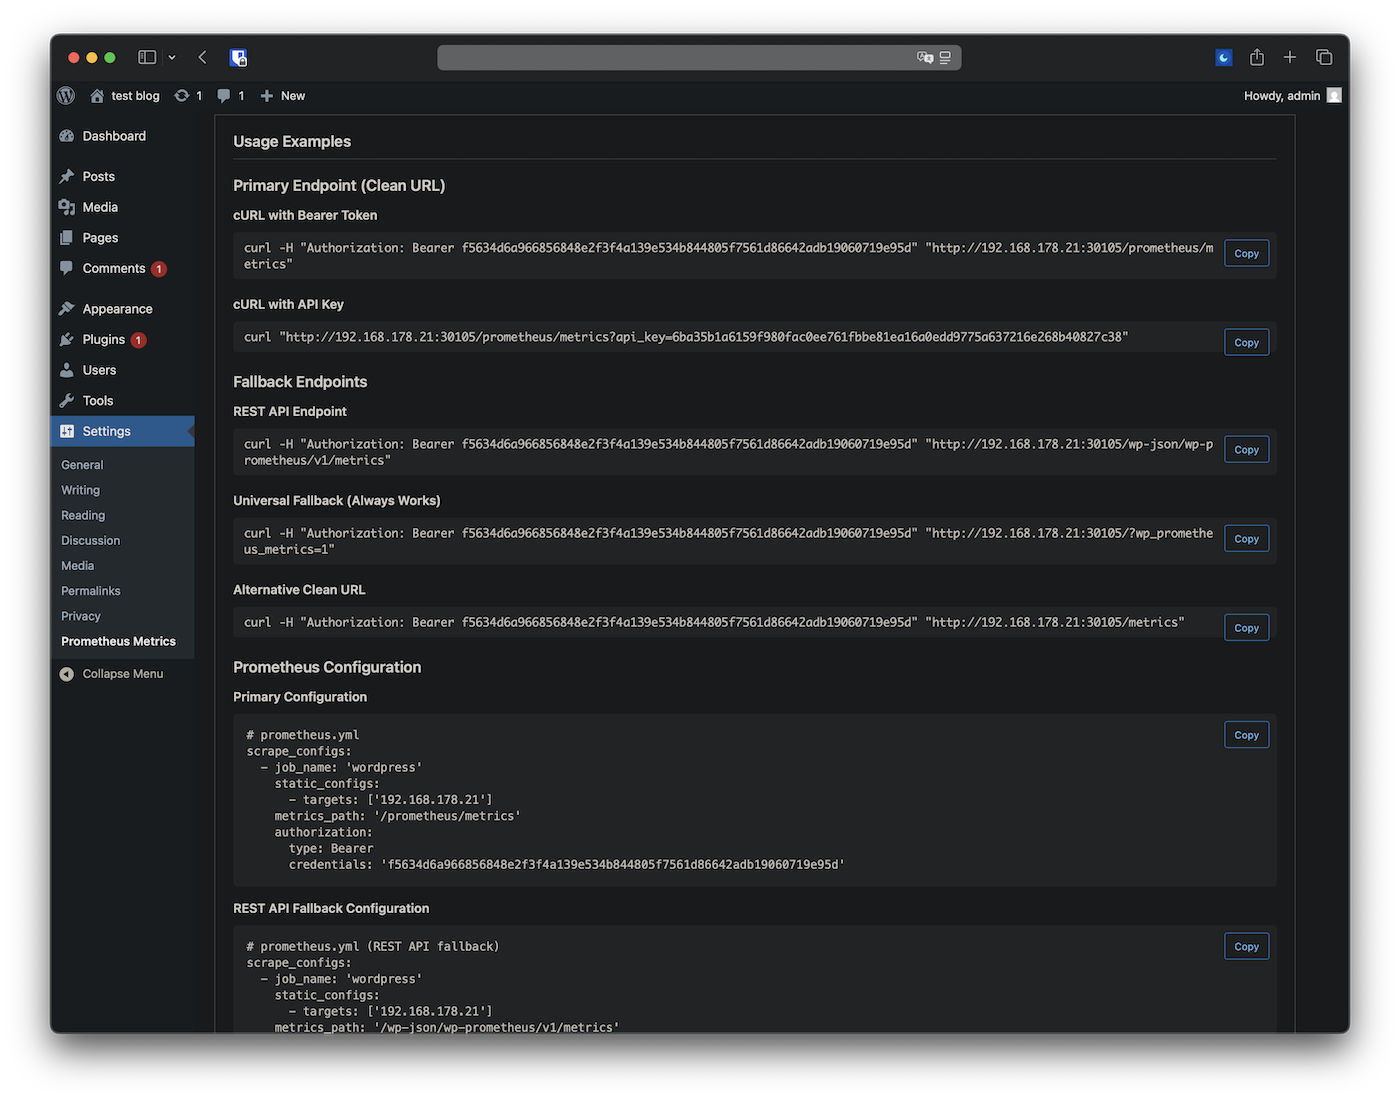 test blog
1
1
New
Howdy, admin
Dashboard
Posts
Media
Pages
Comments 1
Appearance
Plugins 1
Users
Tools
Settings
General
Writing
Reading
Discussion
Media
Permalinks
Privacy
Prometheus Metrics
Collapse Menu
Usage Examples
Primary Endpoint (Clean URL)
cURL with Bearer Token
curl -H "Authorization: Bearer f5634d6a966856848e2f3f4a139e534b844805f7561d86642adb19060719e95d" "http://192.168.178.21:30105/prometheus/m
etrics"
Copy
cURL with API Key
curl "http://192.168.178.21:30105/prometheus/metrics?api_key=6ba35b1a6159f980fac0ee761fbbe81ea16a0edd9775a637216e268b40827c38"
Copy
Fallback Endpoints
REST API Endpoint
curl -H "Authorization: Bearer f5634d6a966856848e2f3f4a139e534b844805f7561d86642adb19060719e95d" "http://192.168.178.21:30105/wp-json/wp-p
rometheus/v1/metrics"
Copy
Universal Fallback (Always Works)
curl -H "Authorization: Bearer f5634d6a966856848e2f3f4a139e534b844805f7561d86642adb19060719e95d" "http://192.168.178.21:30105/?wp_promethe
us_metrics=1"
Copy
Alternative Clean URL
curl -H "Authorization: Bearer f5634d6a966856848e2f3f4a139e534b844805f7561d86642adb19060719e95d" "http://192.168.178.21:30105/metrics"
Copy
Prometheus Configuration
Primary Configuration
# prometheus.yml
scrape_configs:
  - job_name: 'wordpress'
    static_configs:
      - targets: ['192.168.178.21']
    metrics_path: '/prometheus/metrics'
    authorization:
      type: Bearer
      credentials: 'f5634d6a966856848e2f3f4a139e534b844805f7561d86642adb19060719e95d'
Copy
REST API Fallback Configuration
# prometheus.yml (REST API fallback)
scrape_configs:
  - job_name: 'wordpress'
    static_configs:
      - targets: ['192.168.178.21']
    metrics_path: '/wp-json/wp-prometheus/v1/metrics'
Copy